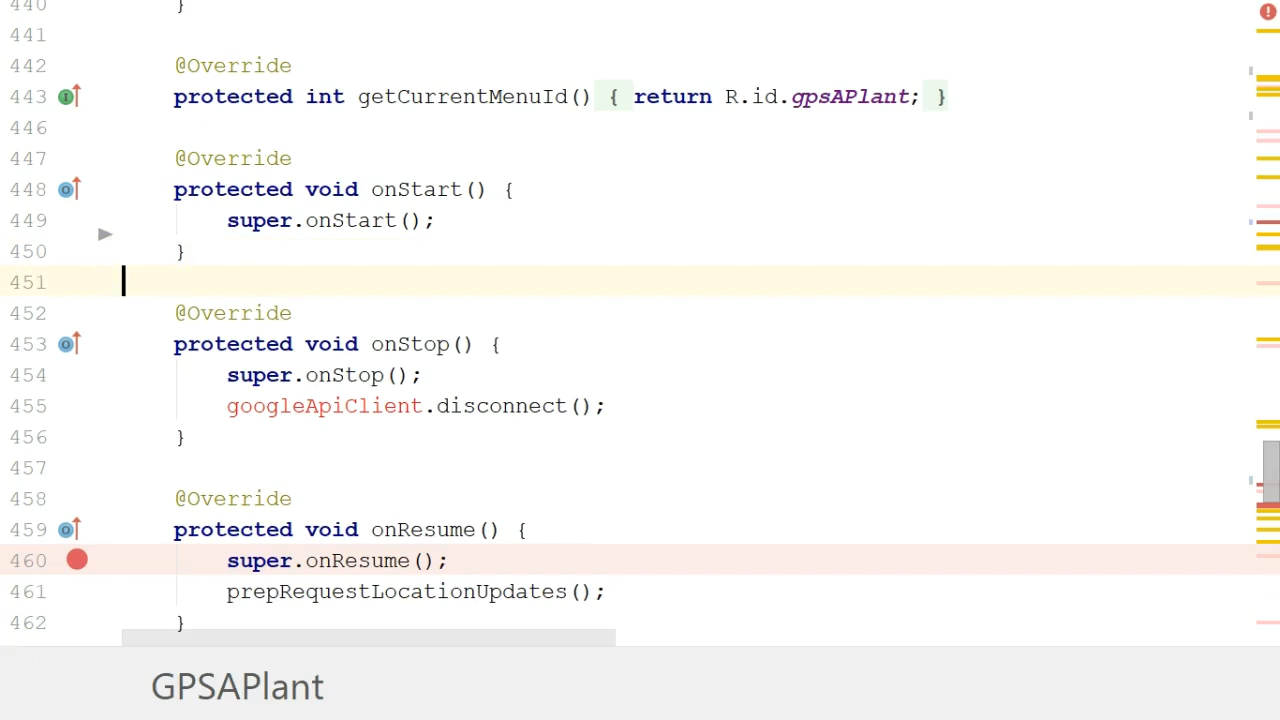 440 }
441
442 @Override
443 protected int getCurrentMenuId() { return R.id.gpsAPlant; }
446
447 @Override
448 protected void onStart() {
449 super.onStart();
450 }
451
452 @Override
453 protected void onStop() {
454 super.onStop();
455 googleApiClient.disconnect();
456 }
457
458 @Override
459 protected void onResume() {
460 super.onResume();
461 prepRequestLocationUpdates();
462 }
GPSAPlant